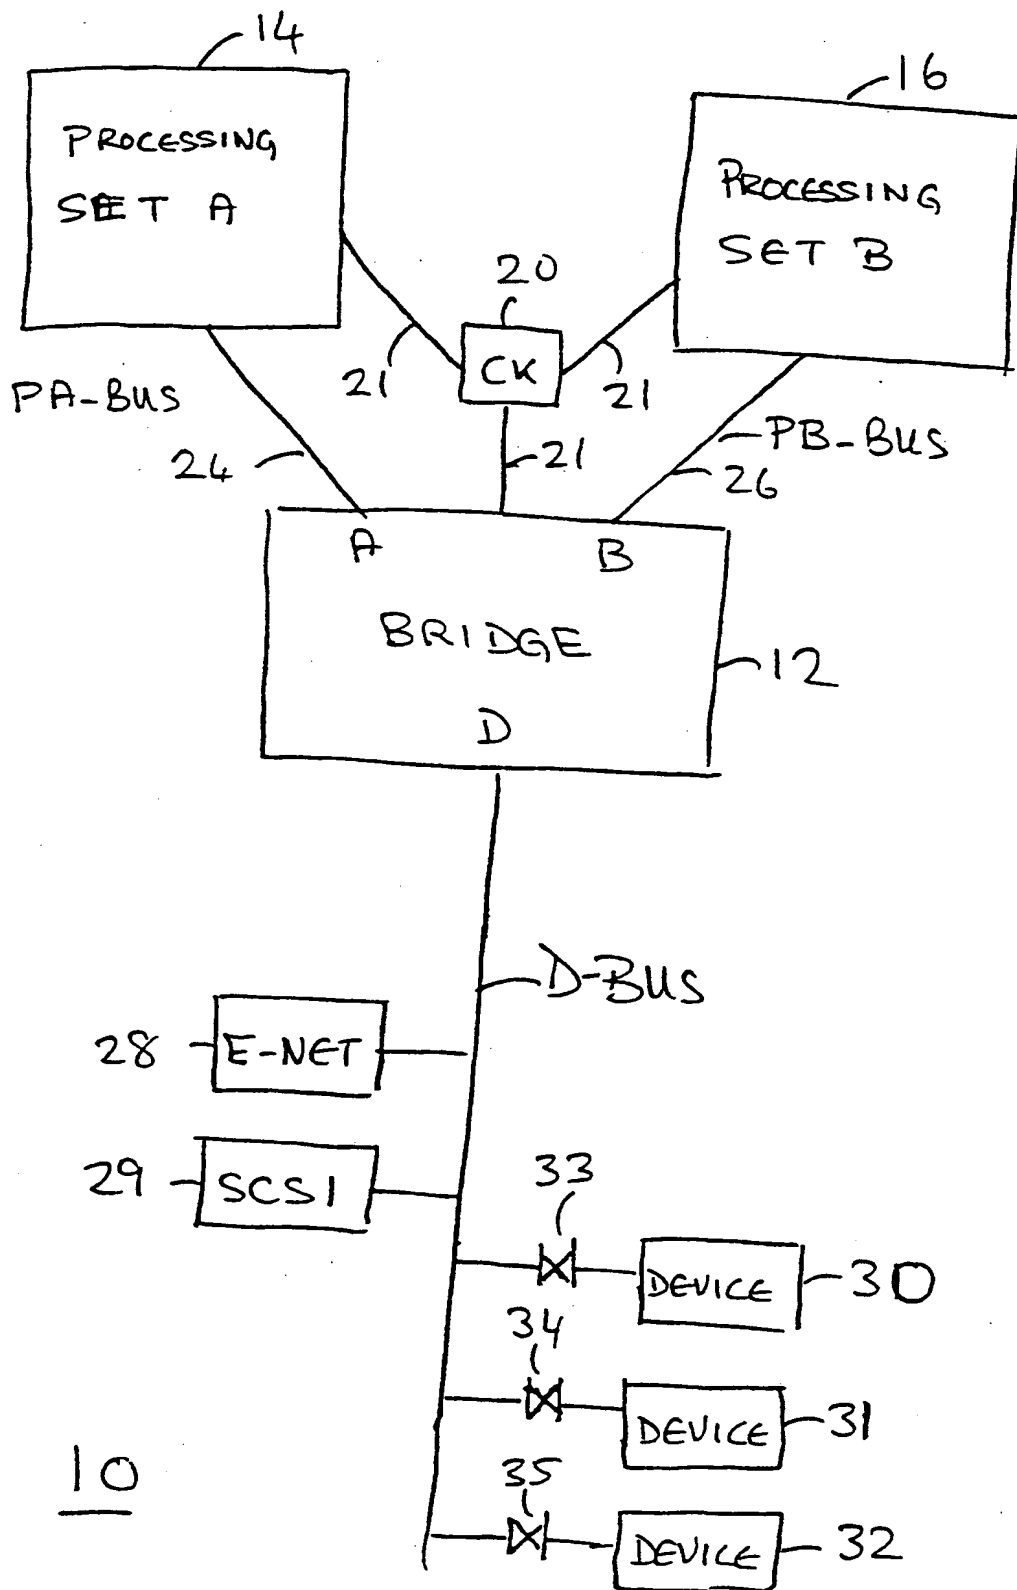 14
16
PROCESSING
SET A
PROCESSING
SET B
20
CK
21
21
PA-BUS
24
21
PB-BUS
26
A
B
BRIDGE
12
D
D-BUS
28
E-NET
29
SCSI
33
DEVICE
30
34
DEVICE
31
10
35
DEVICE
32